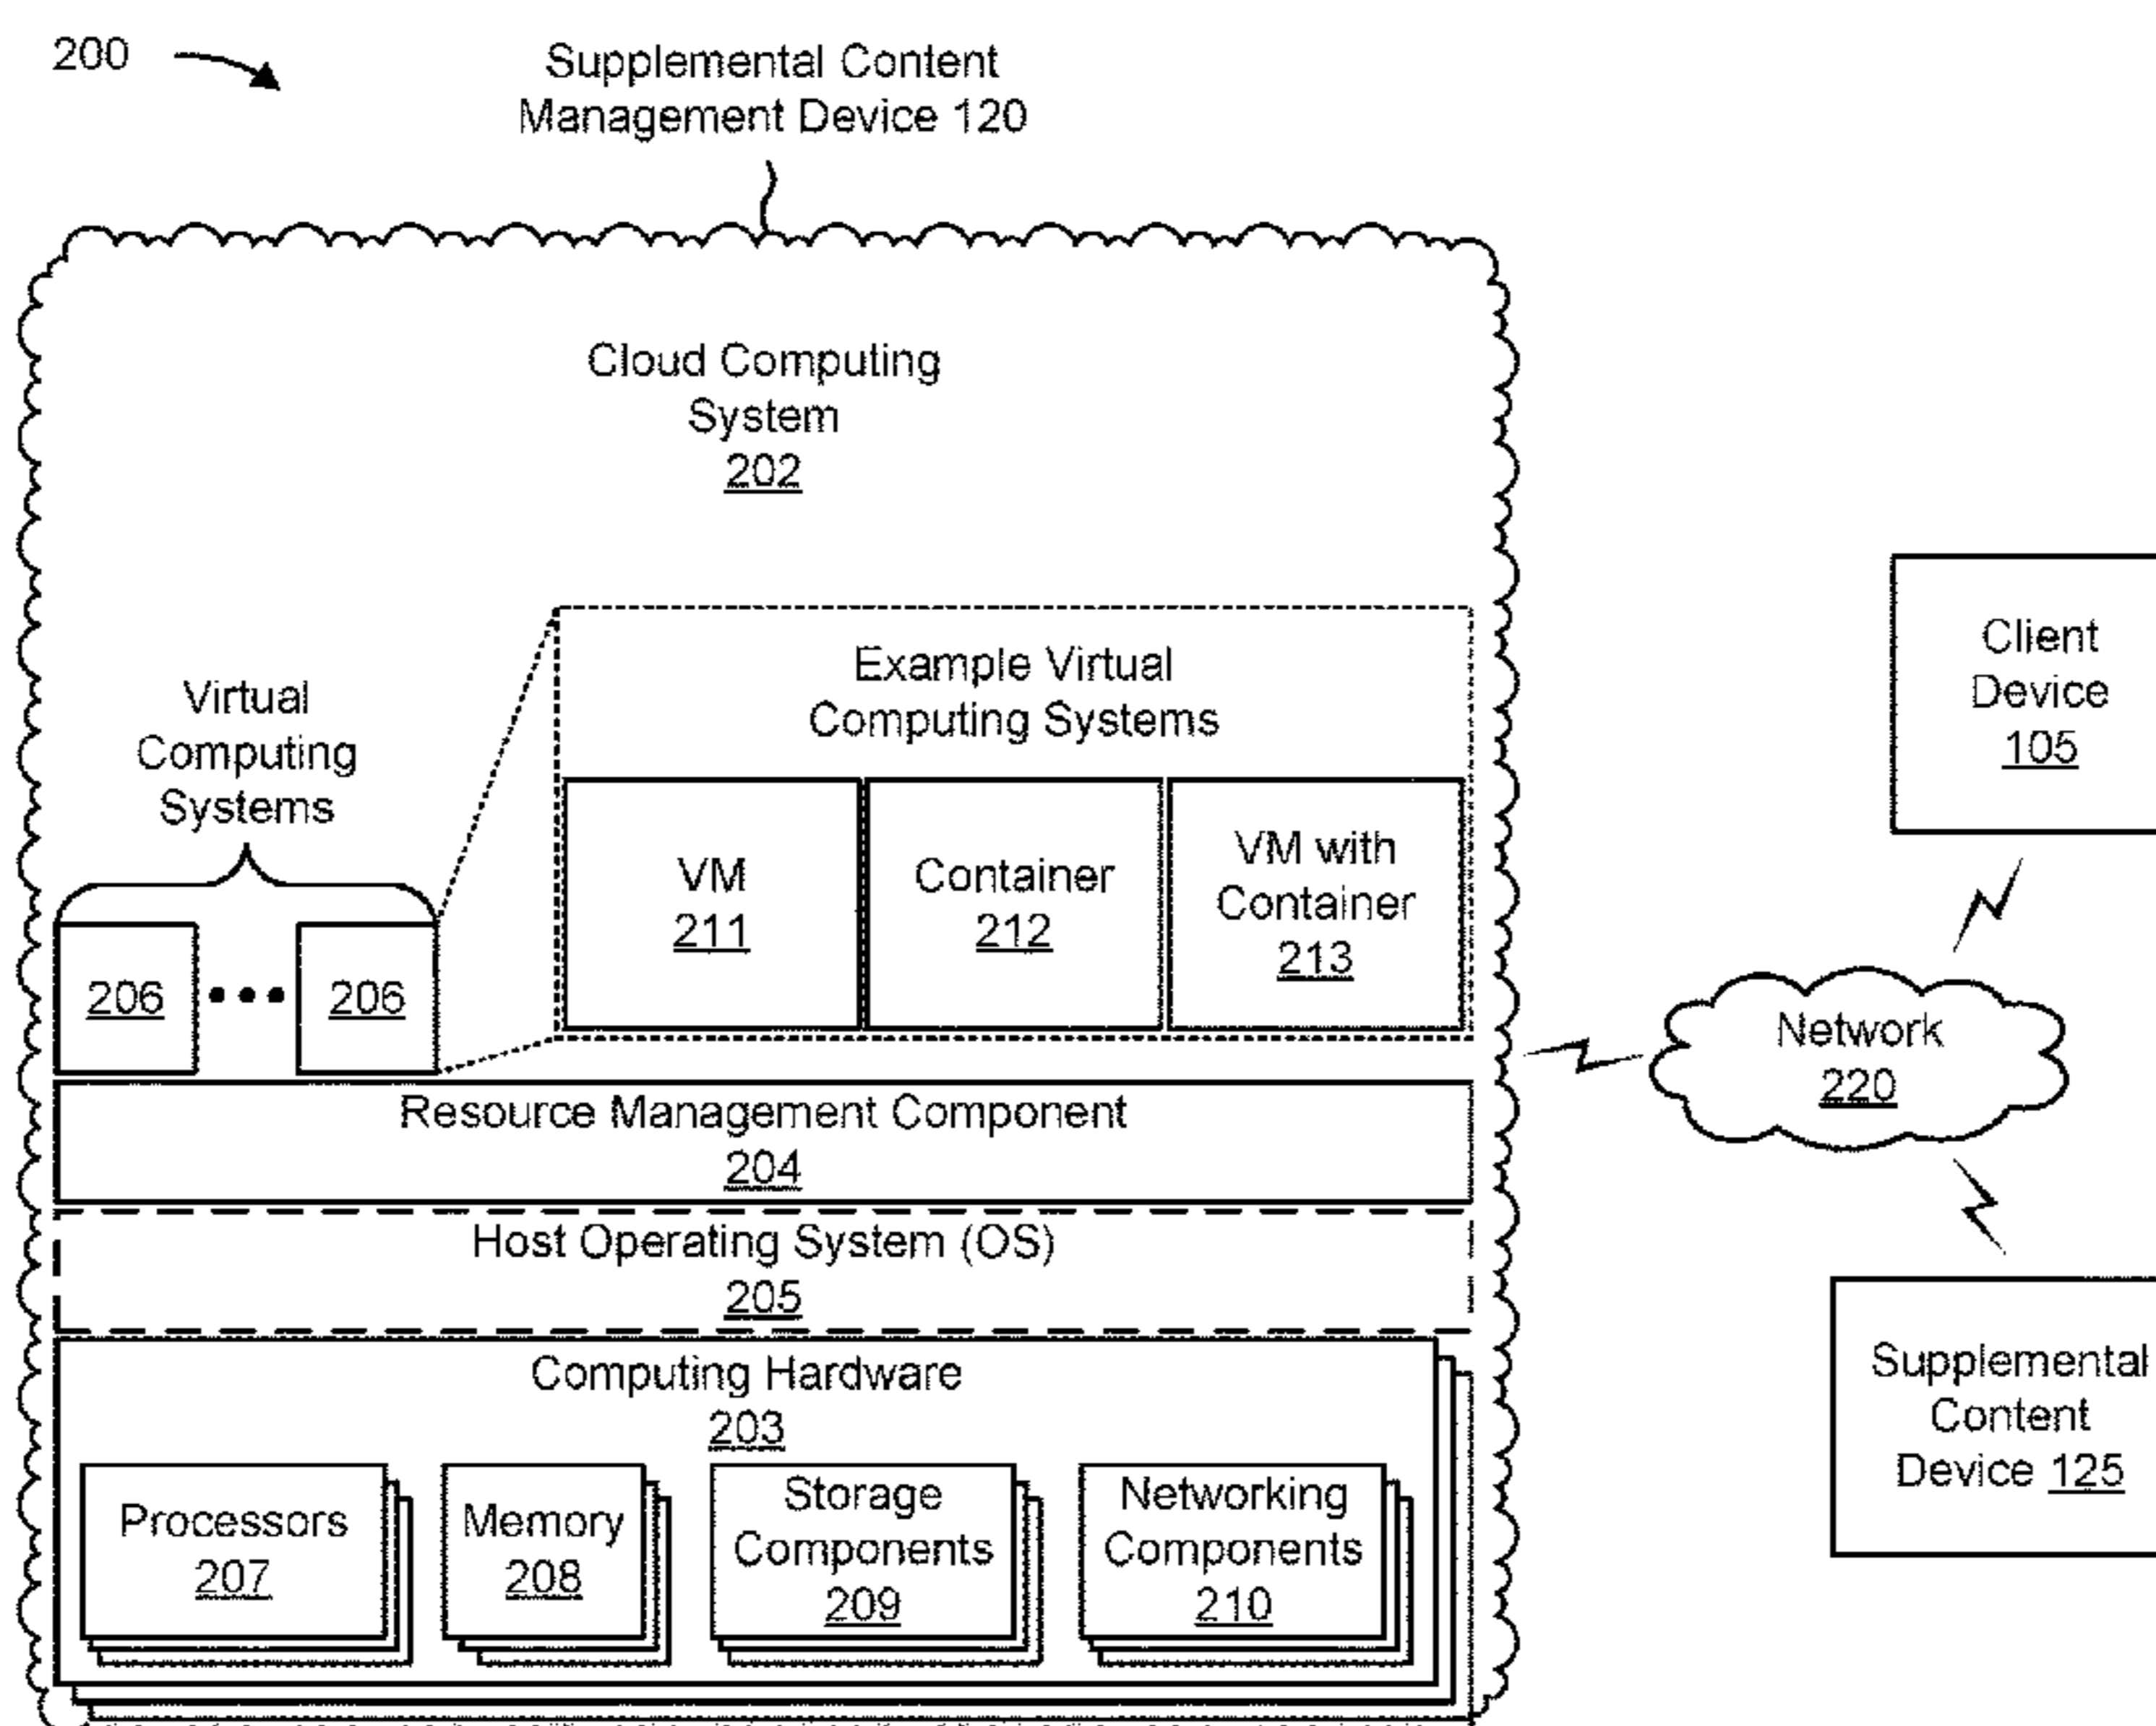 200
Supplemental Content
Management Device 120
Cloud Computing
System
202
Virtual
Computing
Systems
206
206
Example Virtual
Computing Systems
VM
211
Container
212
VM with
Container
213
Resource Management Component
204
Host Operating System (OS)
205
Computing Hardware
203
Processors
207
Memory
208
Storage
Components
209
Networking
Components
210
Client
Device
105
Network
220
Supplemental
Content
Device 125